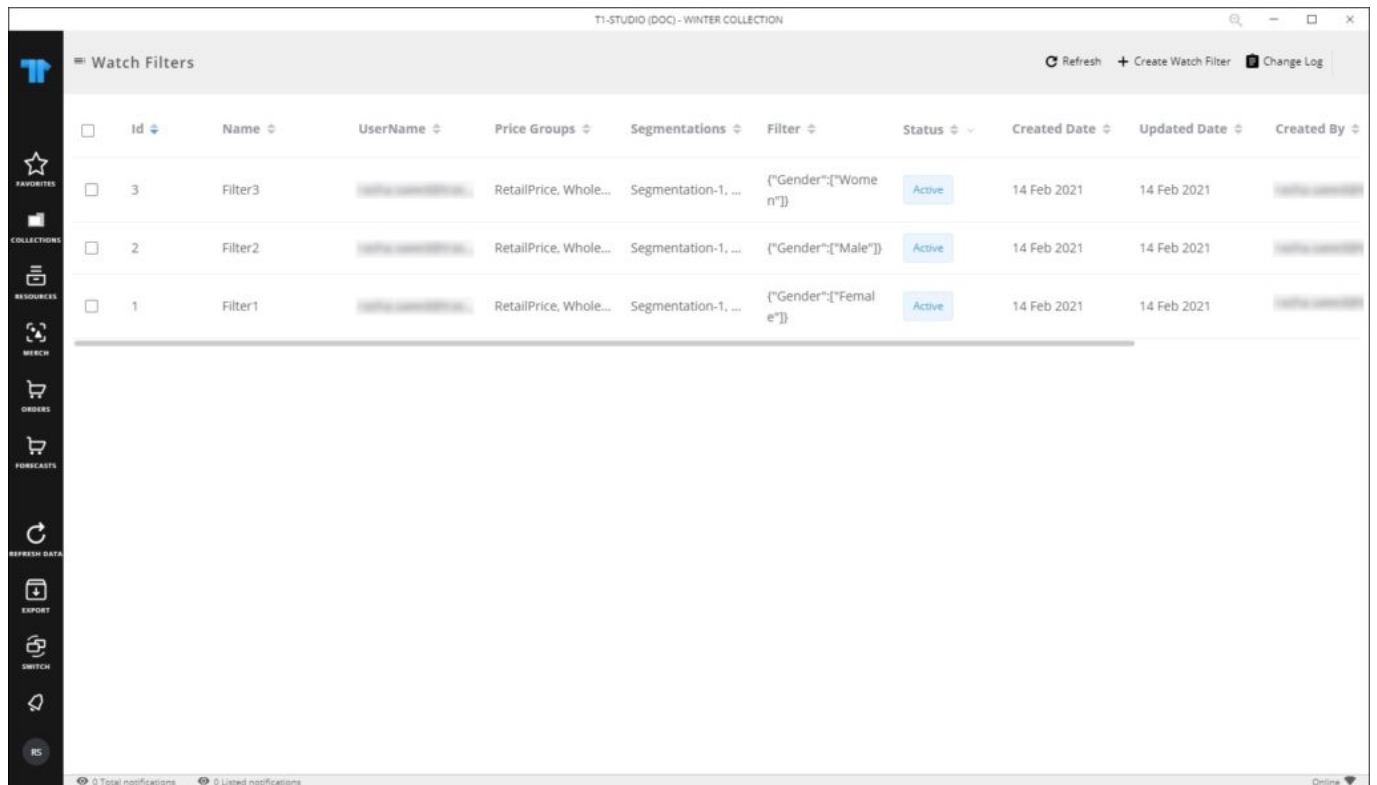 T1-STUDIO (DOC) - WINTER COLLECTION
Watch Filters
Refresh
Create Watch Filter
Change Log
Id Name UserName Price Groups Segmentations Filter Status Created Date Updated Date Created By
3 Filter3 RetailPrice, Whole... Segmentation-1, ... {"Gender":["Wome
n"]} Active 14 Feb 2021 14 Feb 2021
2 Filter2 RetailPrice, Whole... Segmentation-1, ... {"Gender":["Male"]} Active 14 Feb 2021 14 Feb 2021
1 Filter1 RetailPrice, Whole... Segmentation-1, ... {"Gender":["Femal
e"]} Active 14 Feb 2021 14 Feb 2021
FAVORITES
COLLECTIONS
RESOURCES
MERCH
ORDERS
FORECASTS
REFRESH DATA
EXPORT
SWITCH
RS
0 Total notifications 0 Listed notifications Online